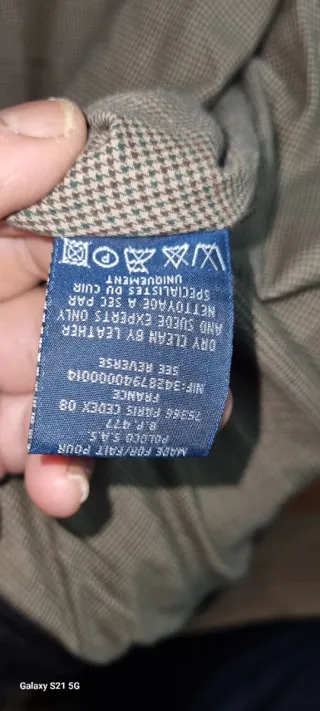 MADE FOR/FAIT POUR
POLOCO S.A.S.
B.P. 477
75366 PARIS CEDEX 08
FRANCE
NIF:34287940000014
SEE REVERSE
DRY CLEAN BY LEATHER
AND SUEDE EXPERTS ONLY
NETTOYAGE A SEC PAR
SPECIALISTES DU CUIR
UNIQUEMENT
P
Galaxy S21 5G